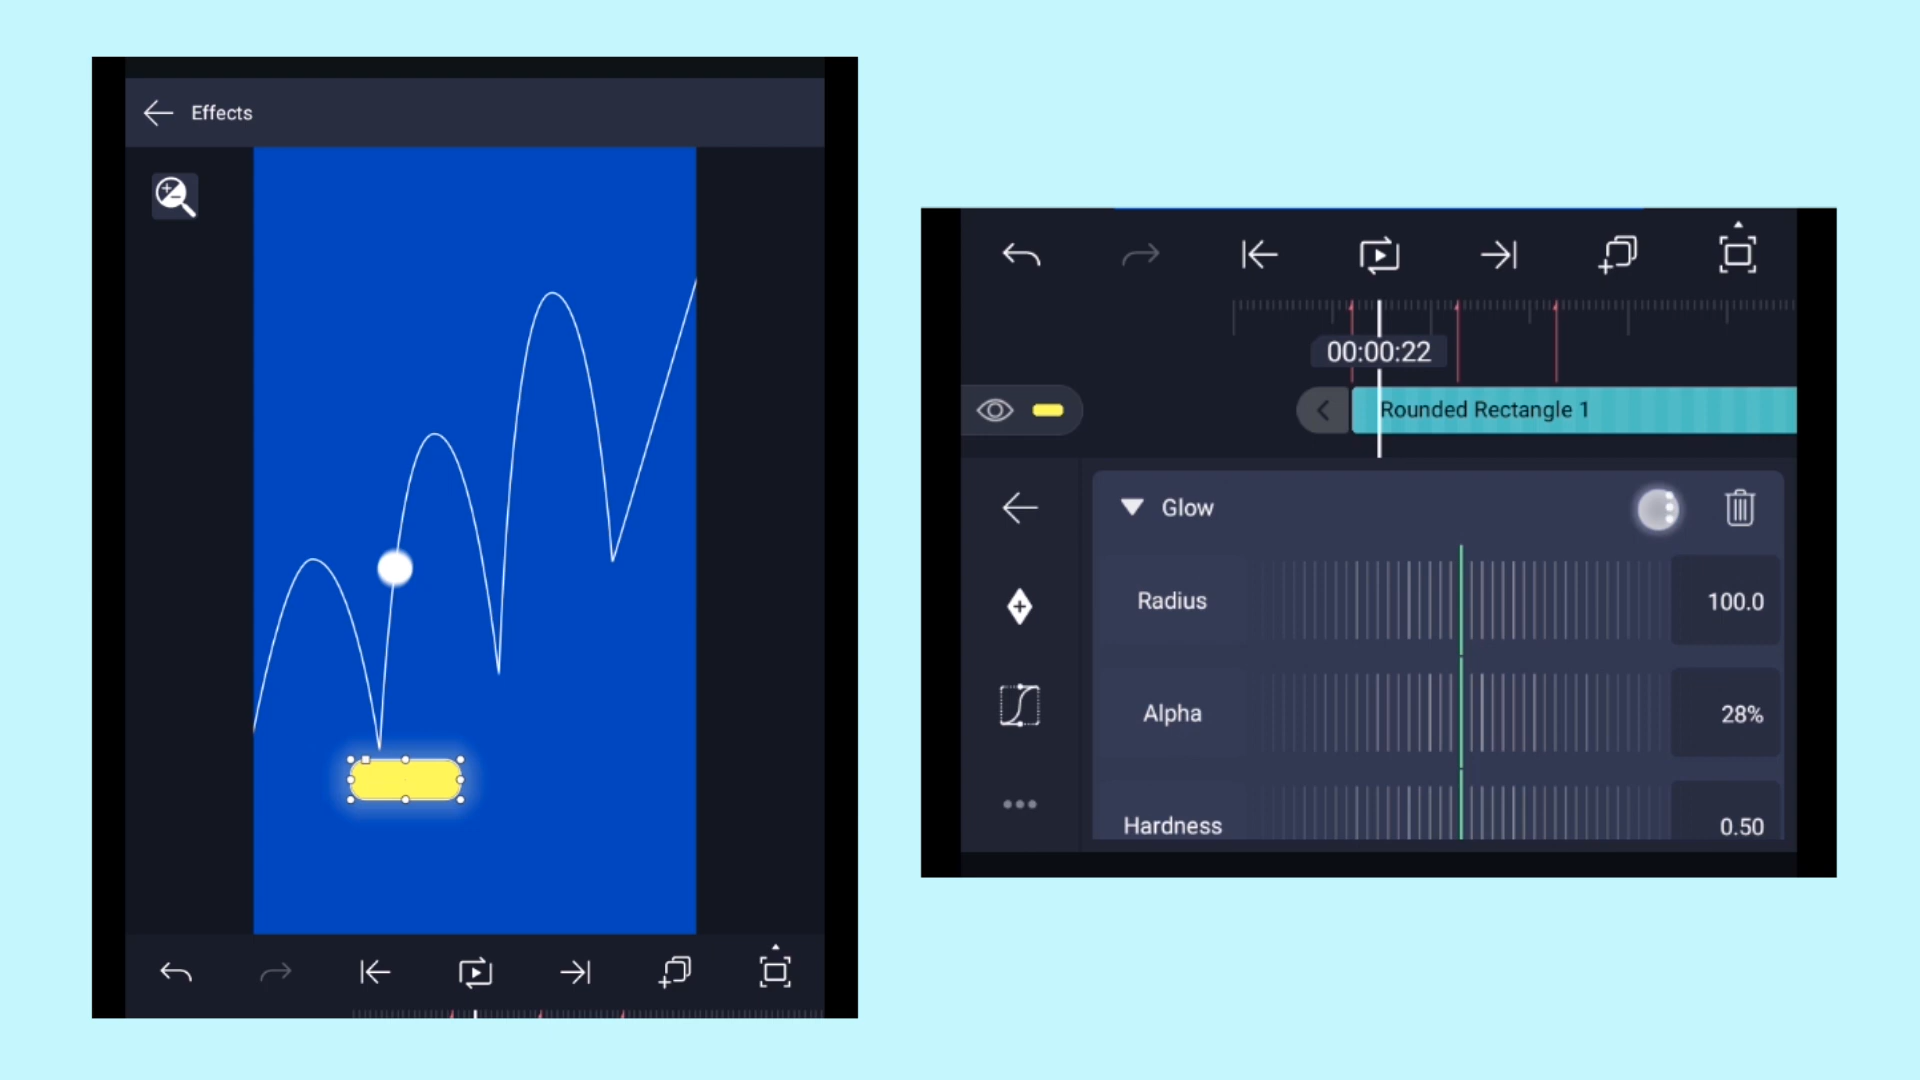 Effects
00:00:22
Rounded Rectangle 1
Glow
Radius
100.0
Alpha
28%
Hardness
0.50